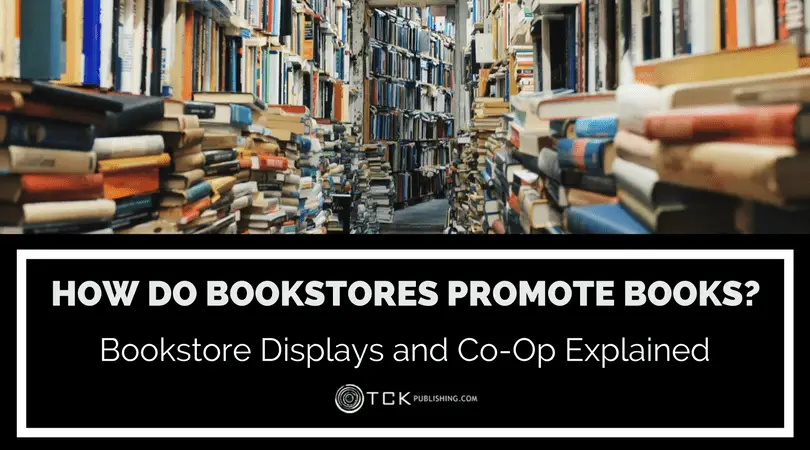 HOW DO BOOKSTORES PROMOTE BOOKS?
Bookstore Displays and Co-Op Explained
TCK PUBLISHING.COM